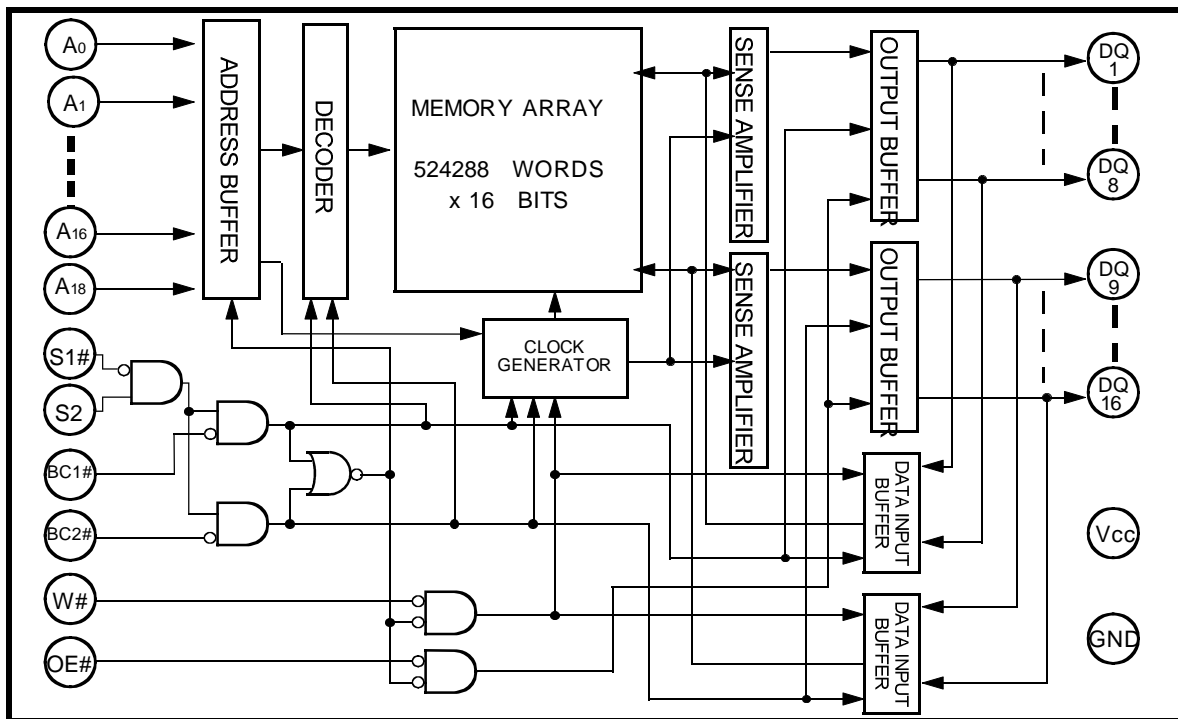 A0
A1
A16
A18
S1#
S2
BC1#
BC2#
W#
OE#
ADDRESS BUFFER
DECODER
MEMORY ARRAY
524288 WORDS
x 16 BITS
CLOCK
GENERATOR
SENSE AMPLIFIER
SENSE AMPLIFIER
OUTPUT BUFFER
OUTPUT BUFFER
DATA INPUT
BUFFER
DATA INPUT
BUFFER
DQ
1
DQ
8
DQ
9
DQ
16
Vcc
GND